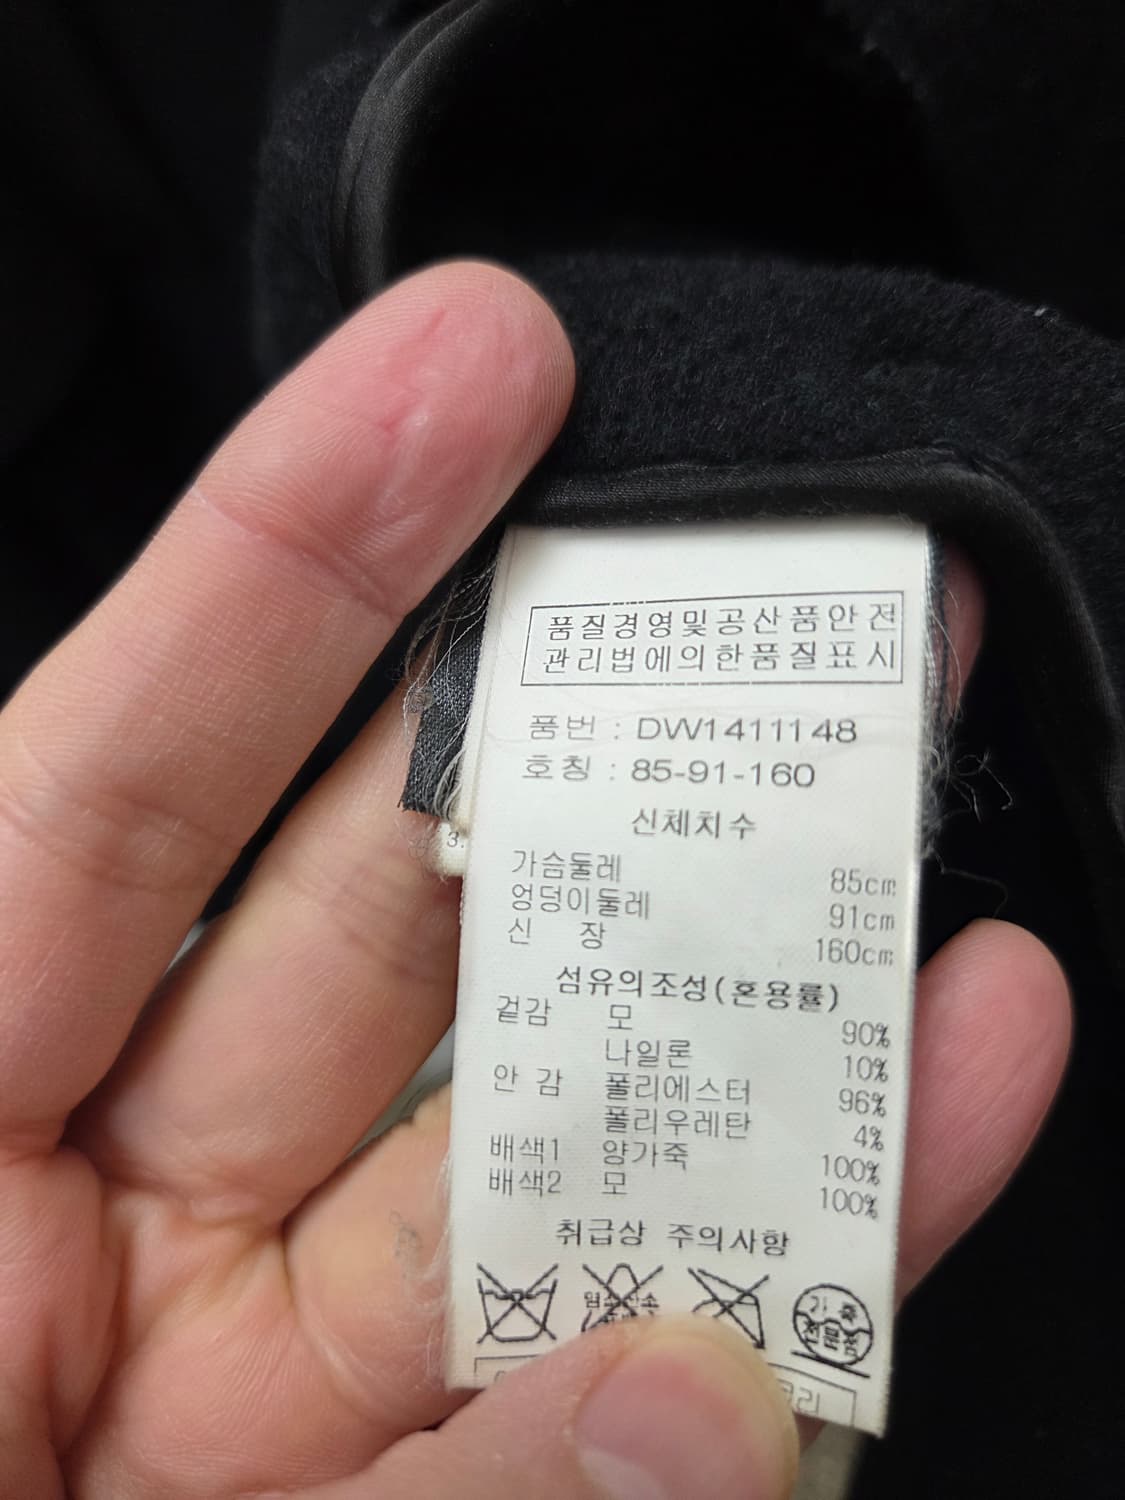 품질경영및공산품안전
관리법에의한품질표시
품번 : DW1411148
호칭 : 85-91-160
신체치수
가슴둘레 85cm
엉덩이둘레 91cm
신 장 160cm
섬유의조성(혼용률)
겉감 모 90%
나일론 10%
안 감 폴리에스터 96%
폴리우레탄 4%
배색1 양가죽 100%
배색2 모 100%
취급상 주의사항
3.